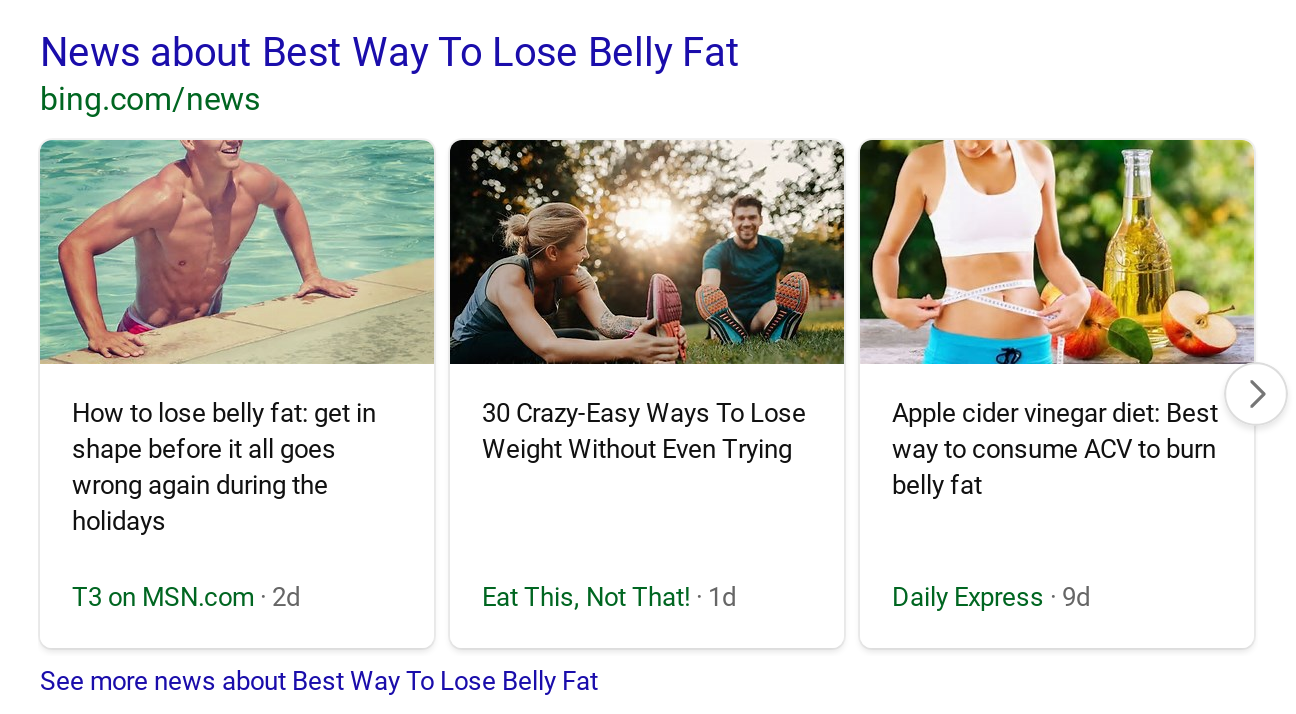 News about Best Way To Lose Belly Fat
bing.com/news
How to lose belly fat: get in
shape before it all goes
wrong again during the
holidays
T3 on MSN.com · 2d
30 Crazy-Easy Ways To Lose
Weight Without Even Trying
Eat This, Not That! · 1d
Apple cider vinegar diet: Best
way to consume ACV to burn
belly fat
Daily Express · 9d
See more news about Best Way To Lose Belly Fat